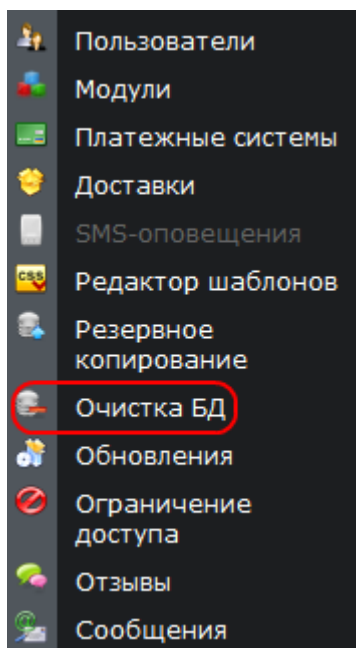 Пользователи
Модули
Платежные системы
Доставки
SMS-оповещения
CSS
Редактор шаблонов
Резервное
копирование
Очистка БД
Обновления
Ограничение
доступа
Отзывы
Сообщения